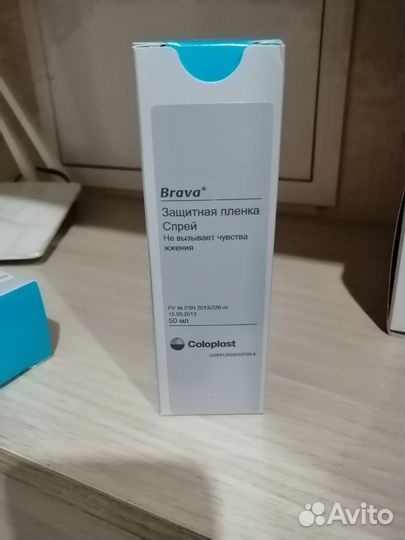 Brava®
Защитная пленка
Спрей
Не вызывает чувства
жжения
РУ № РЗН 2013/220 от
15.03.2013
50 мл
Coloplast
Avito